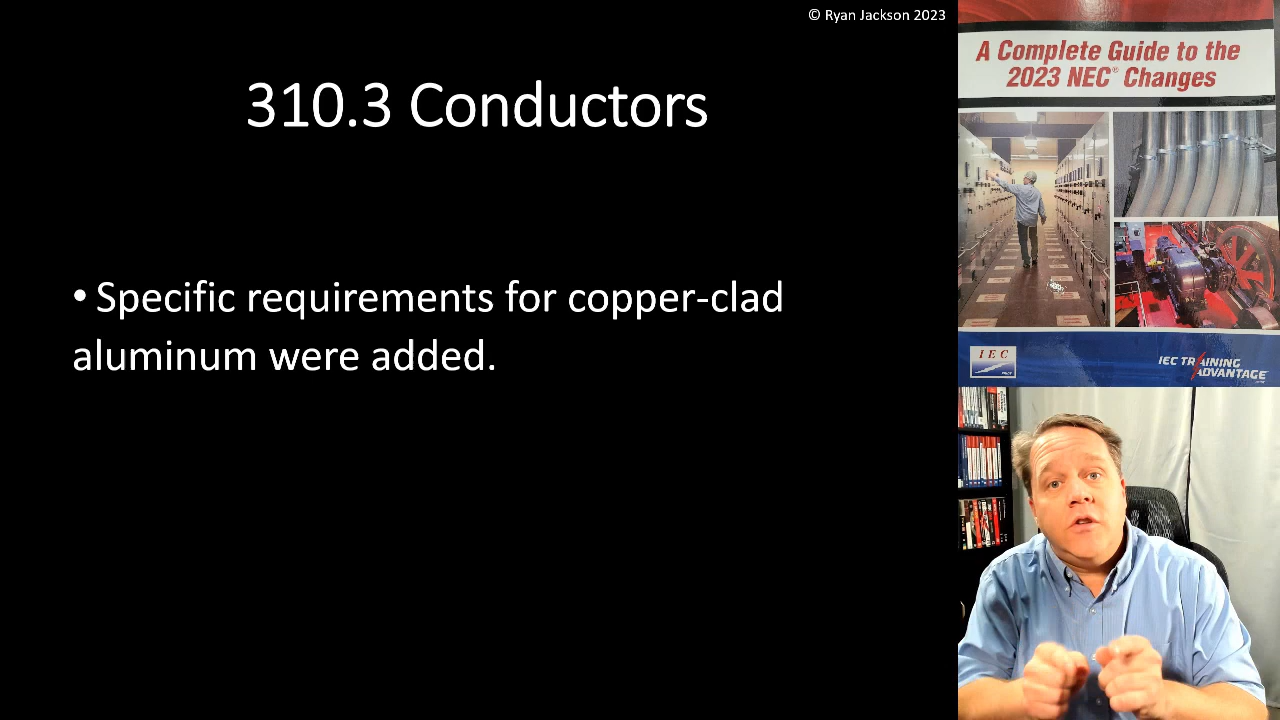 © Ryan Jackson 2023
310.3 Conductors
• Specific requirements for copper-clad
aluminum were added.
A Complete Guide to the
2023 NEC® Changes
IEC
IEC TRAINING
ADVANTAGE